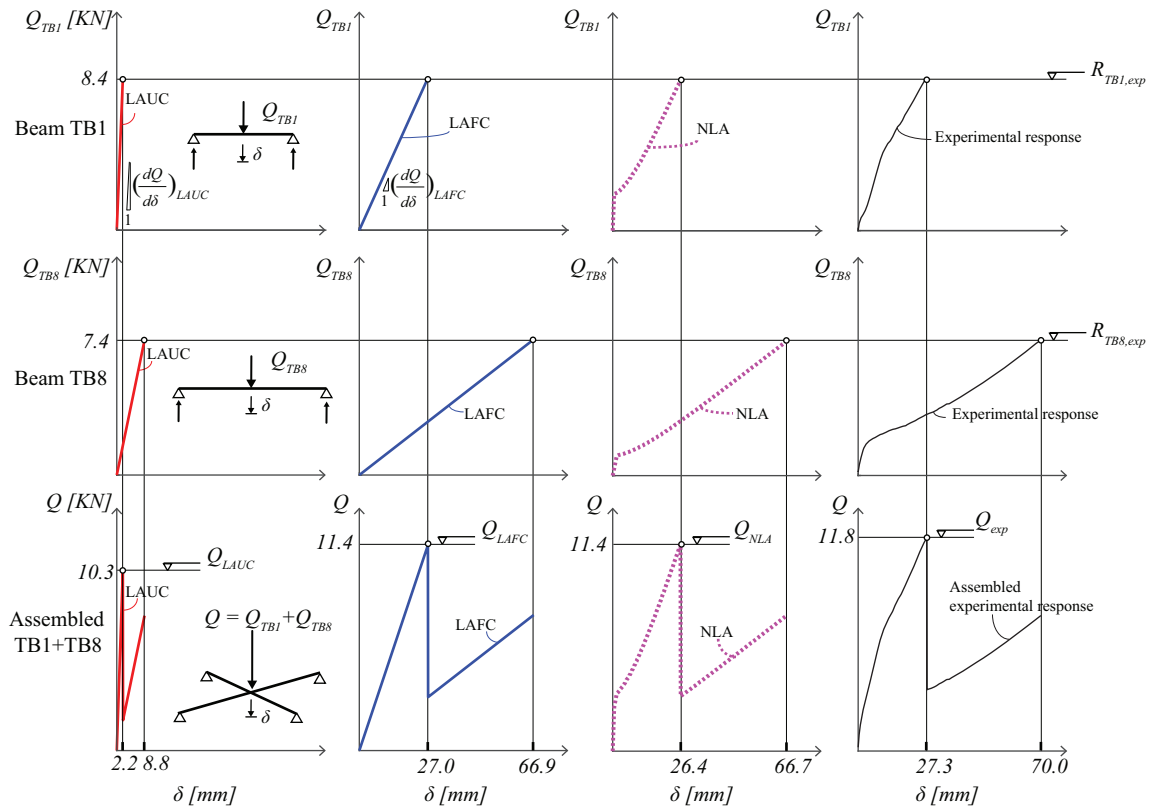 Q_TB1 [KN]
Q_TB1
Q_TB1
Q_TB1
8.4
R_TB1,exp
LAUC
Q_TB1
LAFC
NLA
Experimental response
Beam TB1
δ
(dQ/dδ)_LAUC
1
(dQ/dδ)_LAFC
1
Q_TB8 [KN]
Q_TB8
Q_TB8
Q_TB8
7.4
R_TB8,exp
LAUC
Q_TB8
Beam TB8
δ
LAFC
NLA
Experimental response
Q [KN]
Q
Q
Q
10.3
Q_LAUC
11.4
Q_LAFC
11.4
Q_NLA
11.8
Q_exp
LAUC
Assembled
TB1+TB8
Q = Q_TB1+Q_TB8
δ
LAFC
NLA
Assembled
experimental response
2.2
8.8
27.0
66.9
26.4
66.7
27.3
70.0
δ [mm]
δ [mm]
δ [mm]
δ [mm]